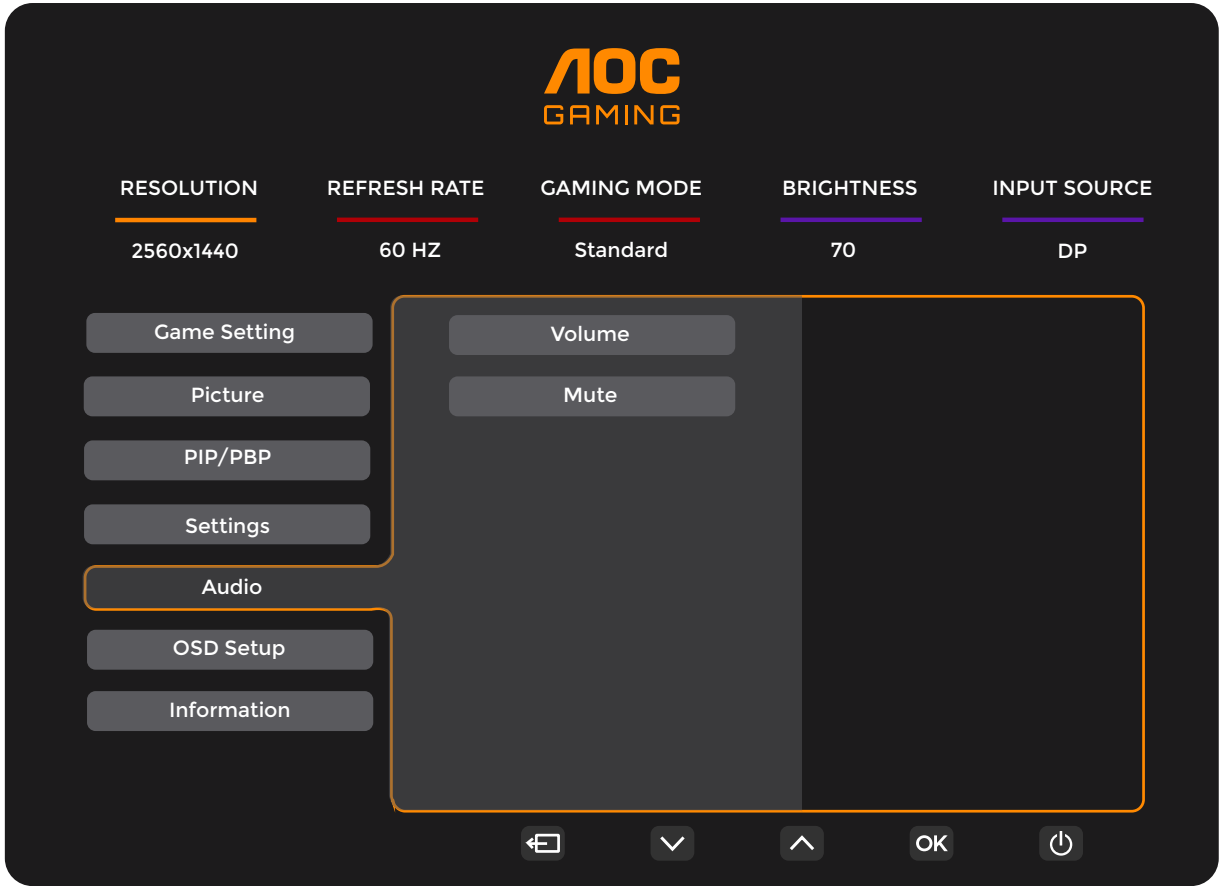 AOC
GAMING
RESOLUTION REFRESH RATE GAMING MODE BRIGHTNESS INPUT SOURCE
2560x1440 60 HZ Standard 70 DP
Game Setting Volume
Picture Mute
PIP/PBP
Settings
Audio
OSD Setup
Information
OK